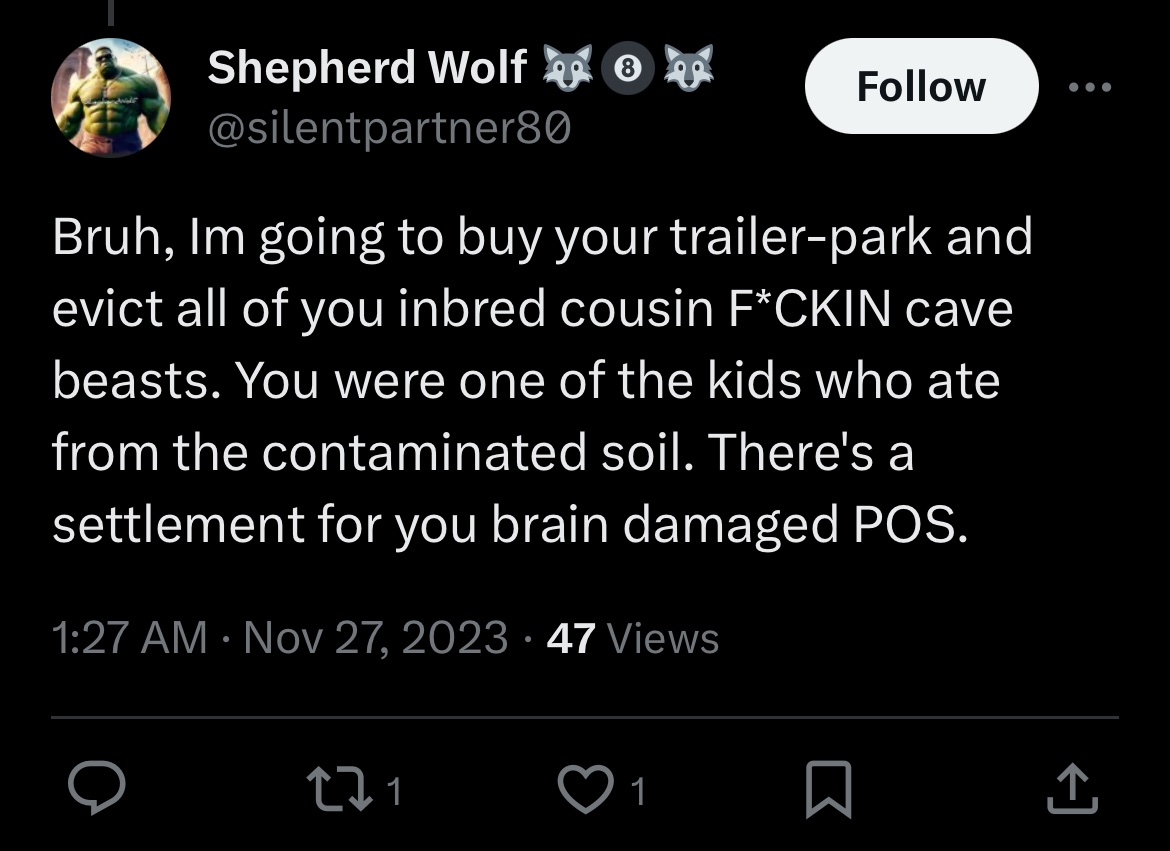 Shepherd Wolf 🐺🎱🐺
Follow
@silentpartner80
Bruh, Im going to buy your trailer-park and
evict all of you inbred cousin F*CKIN cave
beasts. You were one of the kids who ate
from the contaminated soil. There's a
settlement for you brain damaged POS.
1:27 AM · Nov 27, 2023 · 47 Views
1 1